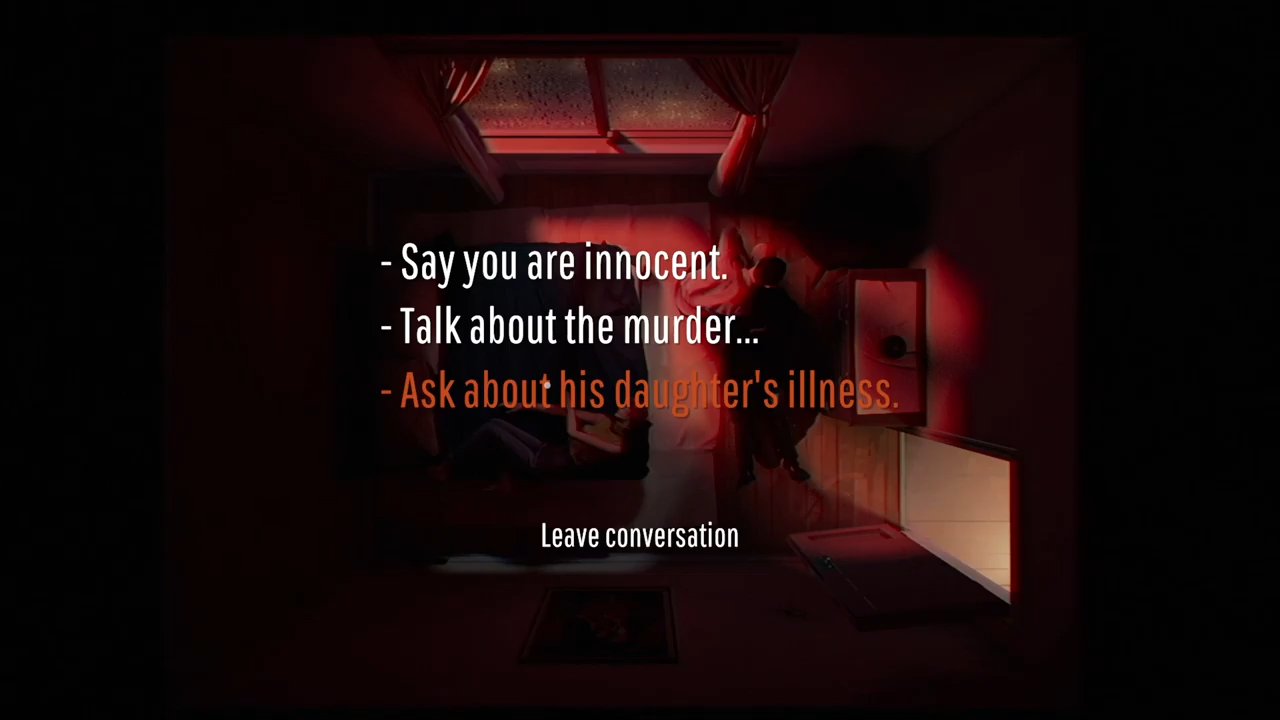 - Say you are innocent.
- Talk about the murder...
- Ask about his daughter's illness.
Leave conversation